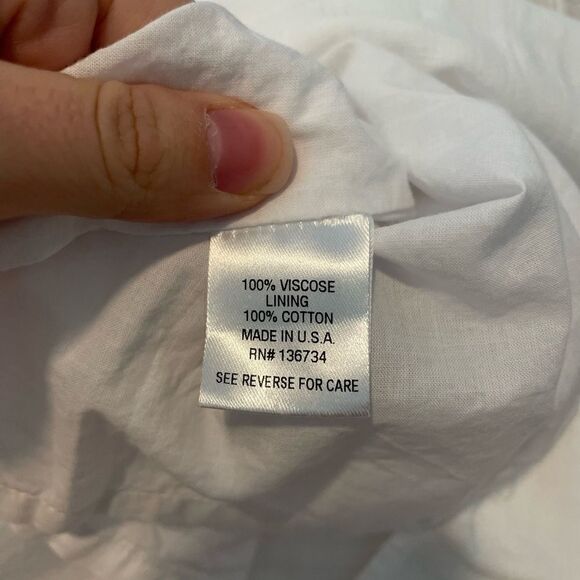 100% VISCOSE
LINING
100% COTTON
MADE IN U.S.A.
RN# 136734
SEE REVERSE FOR CARE